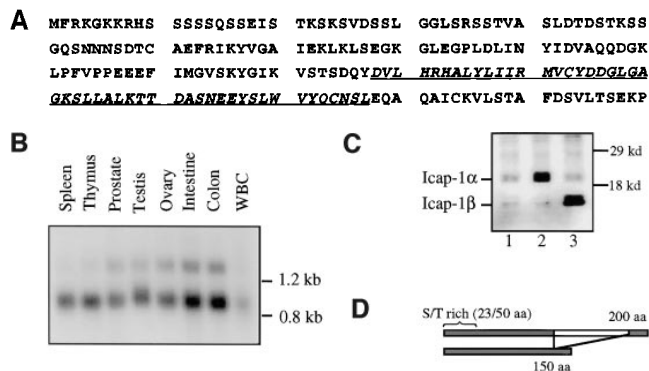 A
MFRKGKKRHS SSSSQSSEIS TKSKSVDSSL GGLSRSSTVA SLDTDSTKSS
GQSNNNSDTC AEFRIKYVGA IEKLKLSEGK GLEGPLDLIN YIDVAQQDGK
LPFVPPEEEF IMGVSKYGIK VSTSDQYDVL HRHALYLIIR MVCYDDGLGA
GKSLLALKTT DASNEEYSLW VYQCNSLEQA QAICKVLSTA FDSVLTSEKP
B
Spleen
Thymus
Prostate
Testis
Ovary
Intestine
Colon
WBC
1.2 kb
0.8 kb
C
29 kd
Icap-1α
18 kd
Icap-1β
1 2 3
D
S/T rich (23/50 aa)
200 aa
150 aa